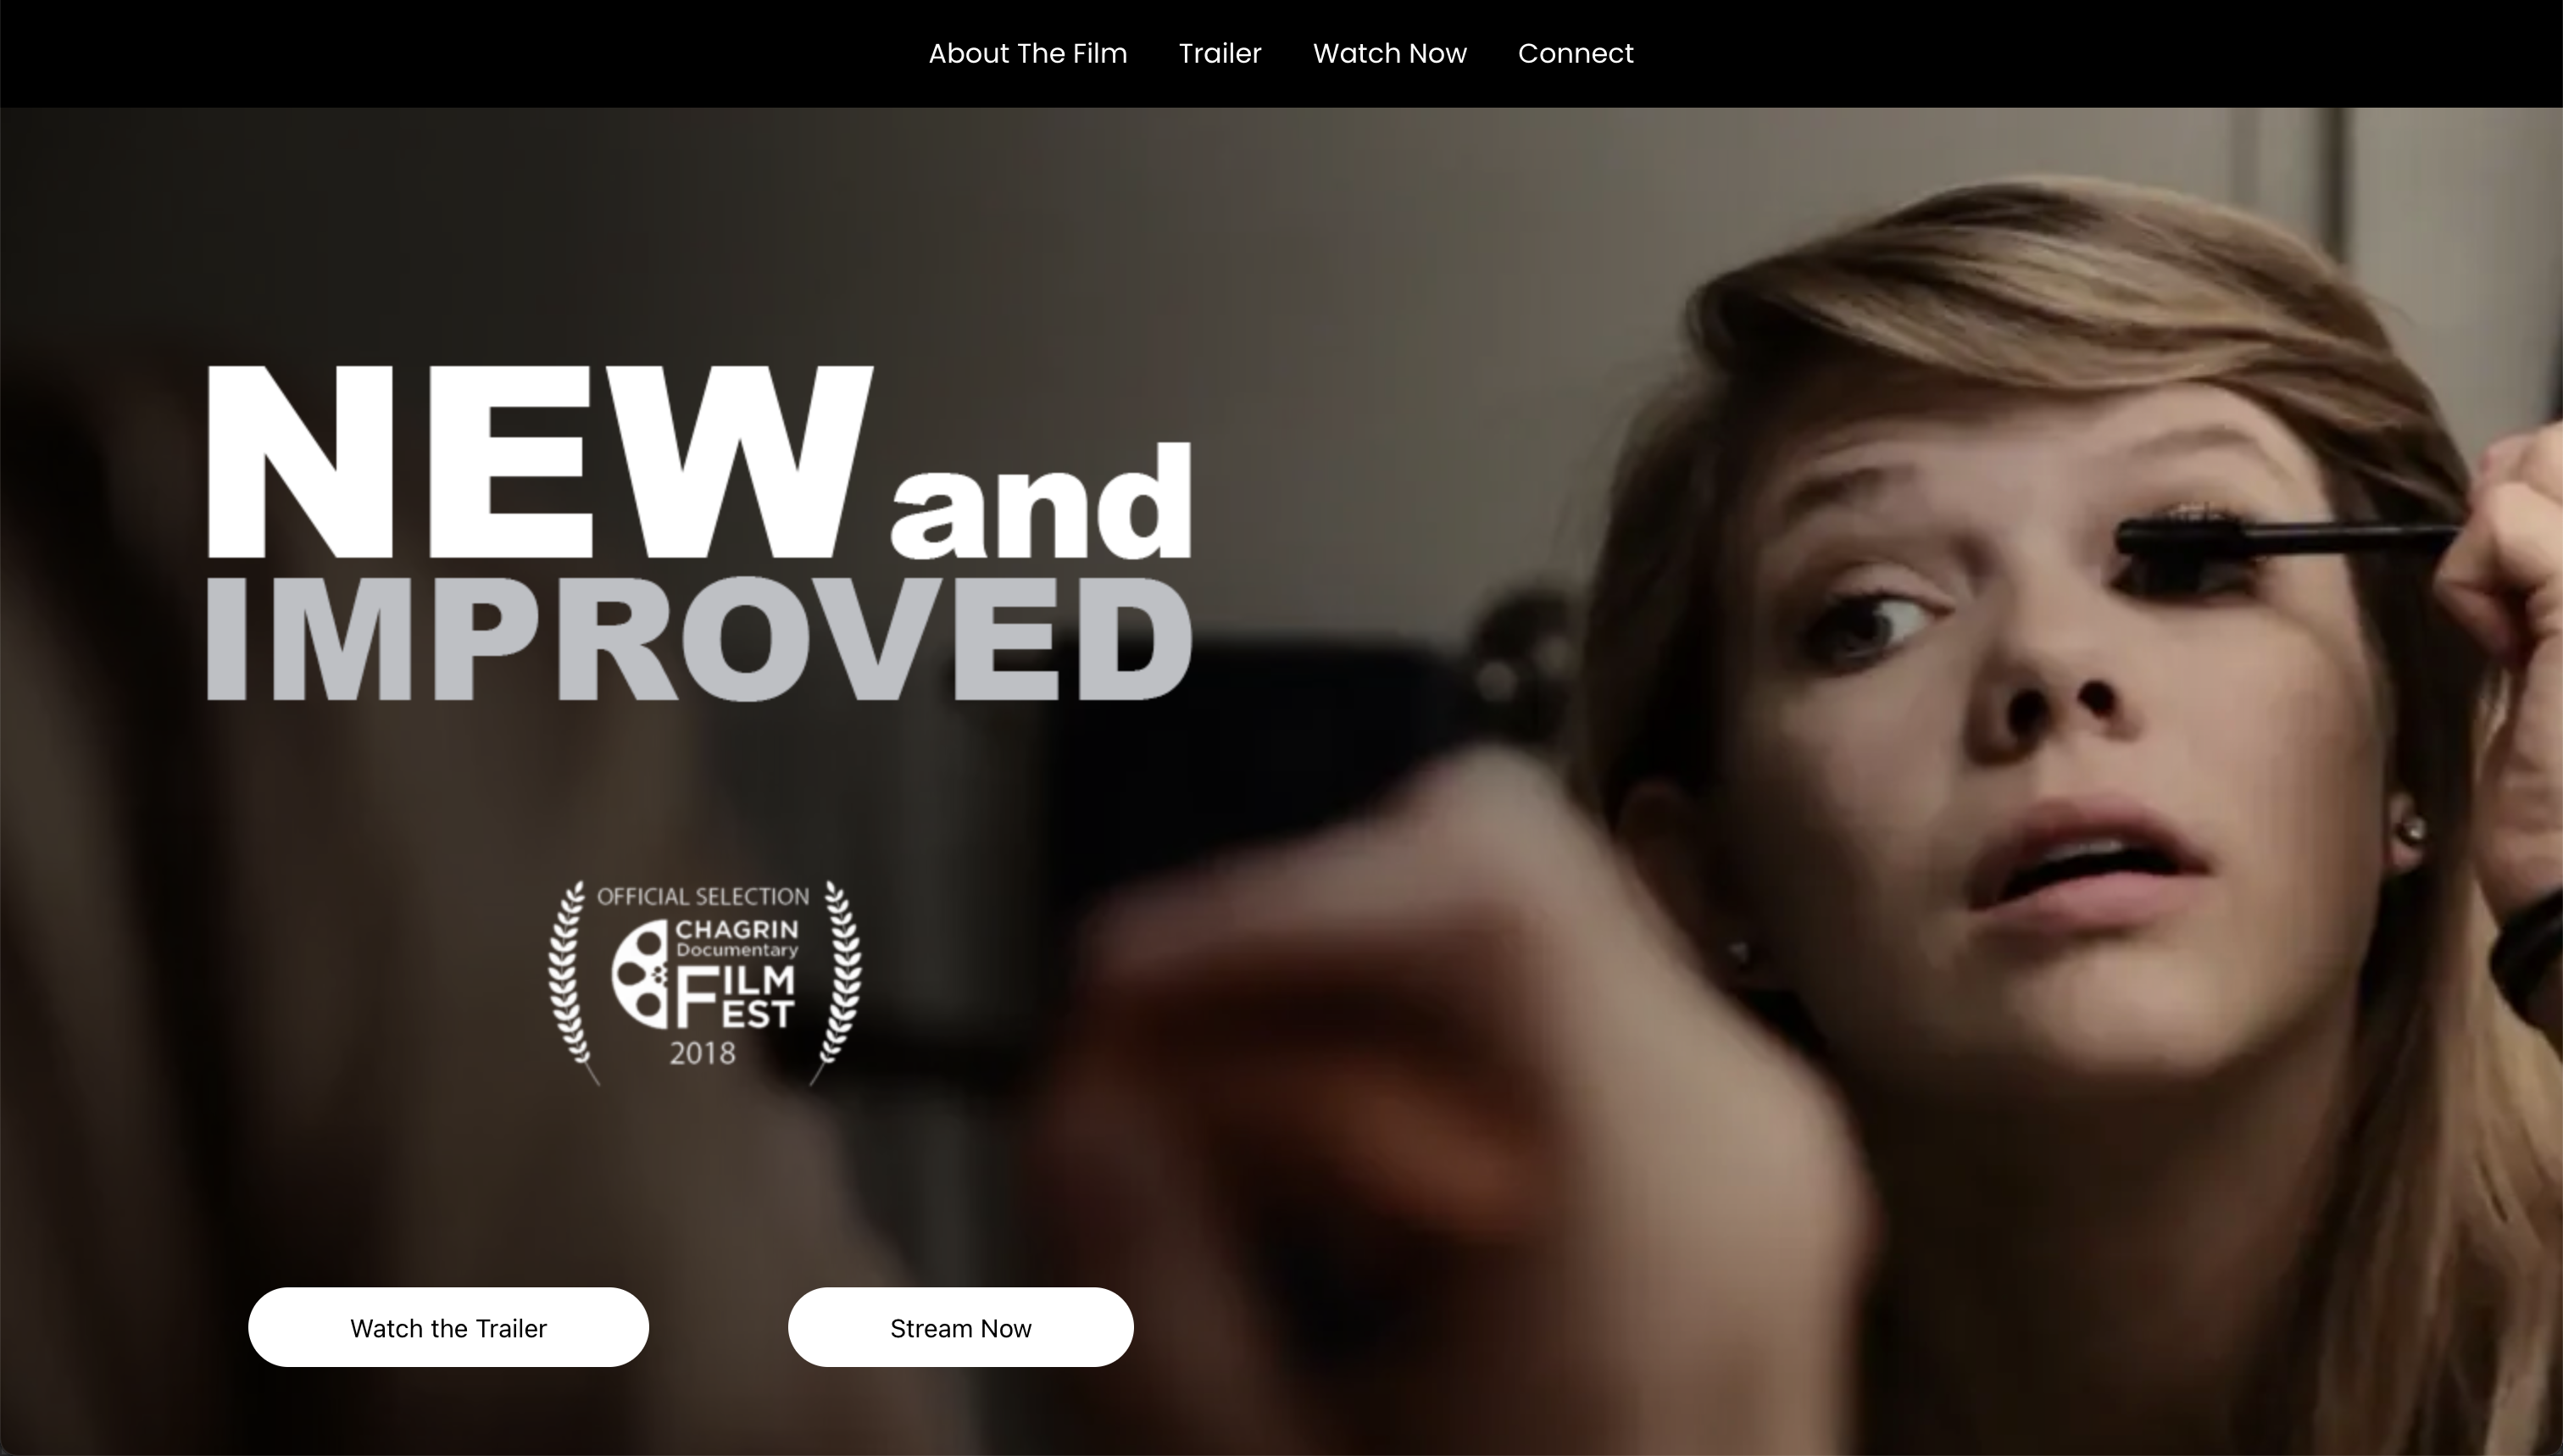 About The Film Trailer Watch Now Connect
NEW and
IMPROVED
OFFICIAL SELECTION
CHAGRIN
Documentary
FILM
FEST
2018
Watch the Trailer Stream Now